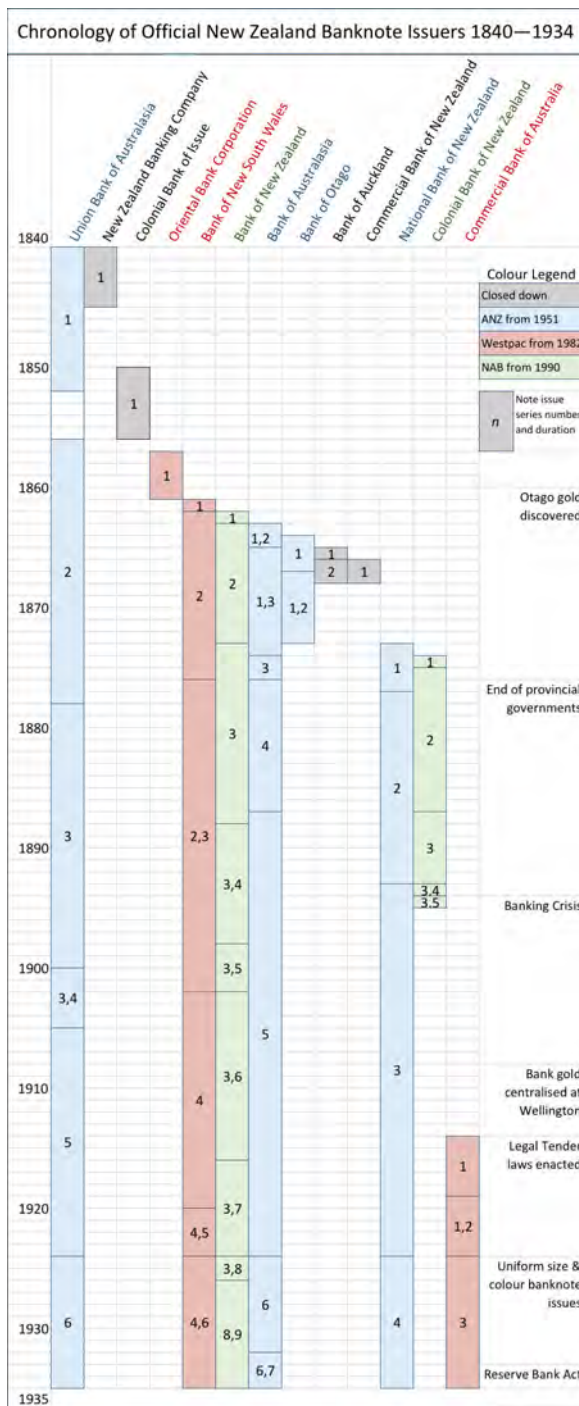 Chronology of Official New Zealand Banknote Issuers 1840—1934
Union Bank of Australasia
New Zealand Banking Company
Colonial Bank of Issue
Oriental Bank Corporation
Bank of New South Wales
Bank of New Zealand
Bank of Australasia
Bank of Otago
Bank of Auckland
Commercial Bank of New Zealand
National Bank of New Zealand
Colonial Bank of New Zealand
Commercial Bank of Australia
1840
1
1
Colour Legend
Closed down
ANZ from 1951
Westpac from 1982
NAB from 1990
1850
1
n
Note issue
series number
and duration
1860
1
1
1
Otago gold
discovered
1,2
1
1
2
2
2
1
1870
1,3
1,2
3
1
1
End of provincial
governments
1880
3
4
2
2
1890
3
2,3
3
3,4
3.4
3.5
Banking Crisis
1900
3,5
3,4
5
3
3,6
1910
4
Bank gold
centralised at
Wellington
5
1
Legal Tender
laws enacted
1920
3,7
4,5
1,2
3,8
Uniform size &
colour banknote
issues
1930
6
4,6
8,9
6
4
3
6,7
Reserve Bank Act
1935